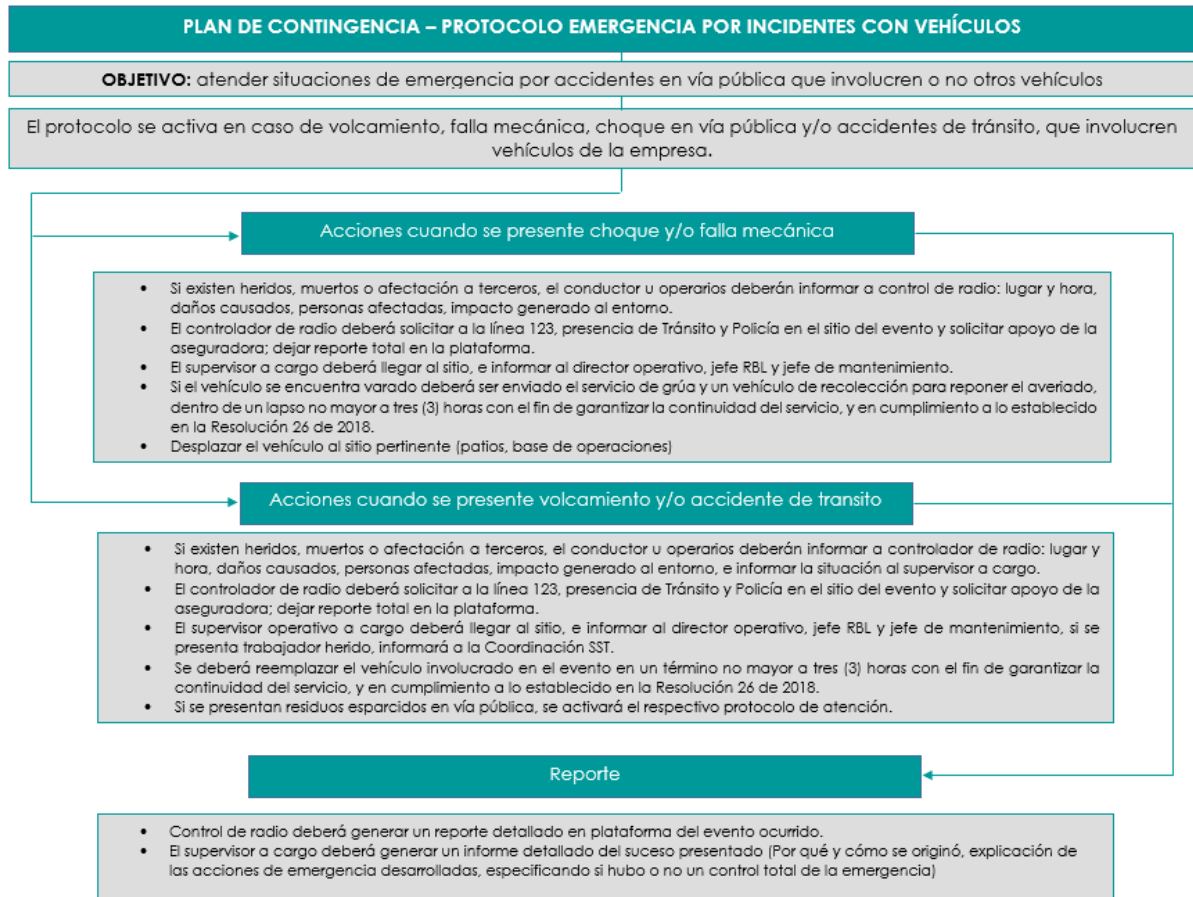 PLAN DE CONTINGENCIA – PROTOCOLO EMERGENCIA POR INCIDENTES CON VEHÍCULOS
OBJETIVO: atender situaciones de emergencia por accidentes en vía pública que involucren o no otros vehículos
El protocolo se activa en caso de volcamiento, falla mecánica, choque en vía pública y/o accidentes de tránsito, que involucren
vehículos de la empresa.
Acciones cuando se presente choque y/o falla mecánica
• Si existen heridos, muertos o afectación a terceros, el conductor u operarios deberán informar a control de radio: lugar y hora,
daños causados, personas afectadas, impacto generado al entorno.
• El controlador de radio deberá solicitar a la línea 123, presencia de Tránsito y Policía en el sitio del evento y solicitar apoyo de la
aseguradora; dejar reporte total en la plataforma.
• El supervisor a cargo deberá llegar al sitio, e informar al director operativo, jefe RBL y jefe de mantenimiento.
• Si el vehículo se encuentra varado deberá ser enviado el servicio de grúa y un vehículo de recolección para reponer el averiado,
dentro de un lapso no mayor a tres (3) horas con el fin de garantizar la continuidad del servicio, y en cumplimiento a lo establecido
en la Resolución 26 de 2018.
• Desplazar el vehículo al sitio pertinente (patios, base de operaciones)
Acciones cuando se presente volcamiento y/o accidente de transito
• Si existen heridos, muertos o afectación a terceros, el conductor u operarios deberán informar a controlador de radio: lugar y
hora, daños causados, personas afectadas, impacto generado al entorno, e informar la situación al supervisor a cargo.
• El controlador de radio deberá solicitar a la línea 123, presencia de Tránsito y Policía en el sitio del evento y solicitar apoyo de la
aseguradora; dejar reporte total en la plataforma.
• El supervisor operativo a cargo deberá llegar al sitio, e informar al director operativo, jefe RBL y jefe de mantenimiento, si se
presenta trabajador herido, informará a la Coordinación SST.
• Se deberá reemplazar el vehículo involucrado en el evento en un término no mayor a tres (3) horas con el fin de garantizar la
continuidad del servicio, y en cumplimiento a lo establecido en la Resolución 26 de 2018.
• Si se presentan residuos esparcidos en vía pública, se activará el respectivo protocolo de atención.
Reporte
• Control de radio deberá generar un reporte detallado en plataforma del evento ocurrido.
• El supervisor a cargo deberá generar un informe detallado del suceso presentado (Por qué y cómo se originó, explicación de
las acciones de emergencia desarrolladas, especificando si hubo o no un control total de la emergencia)